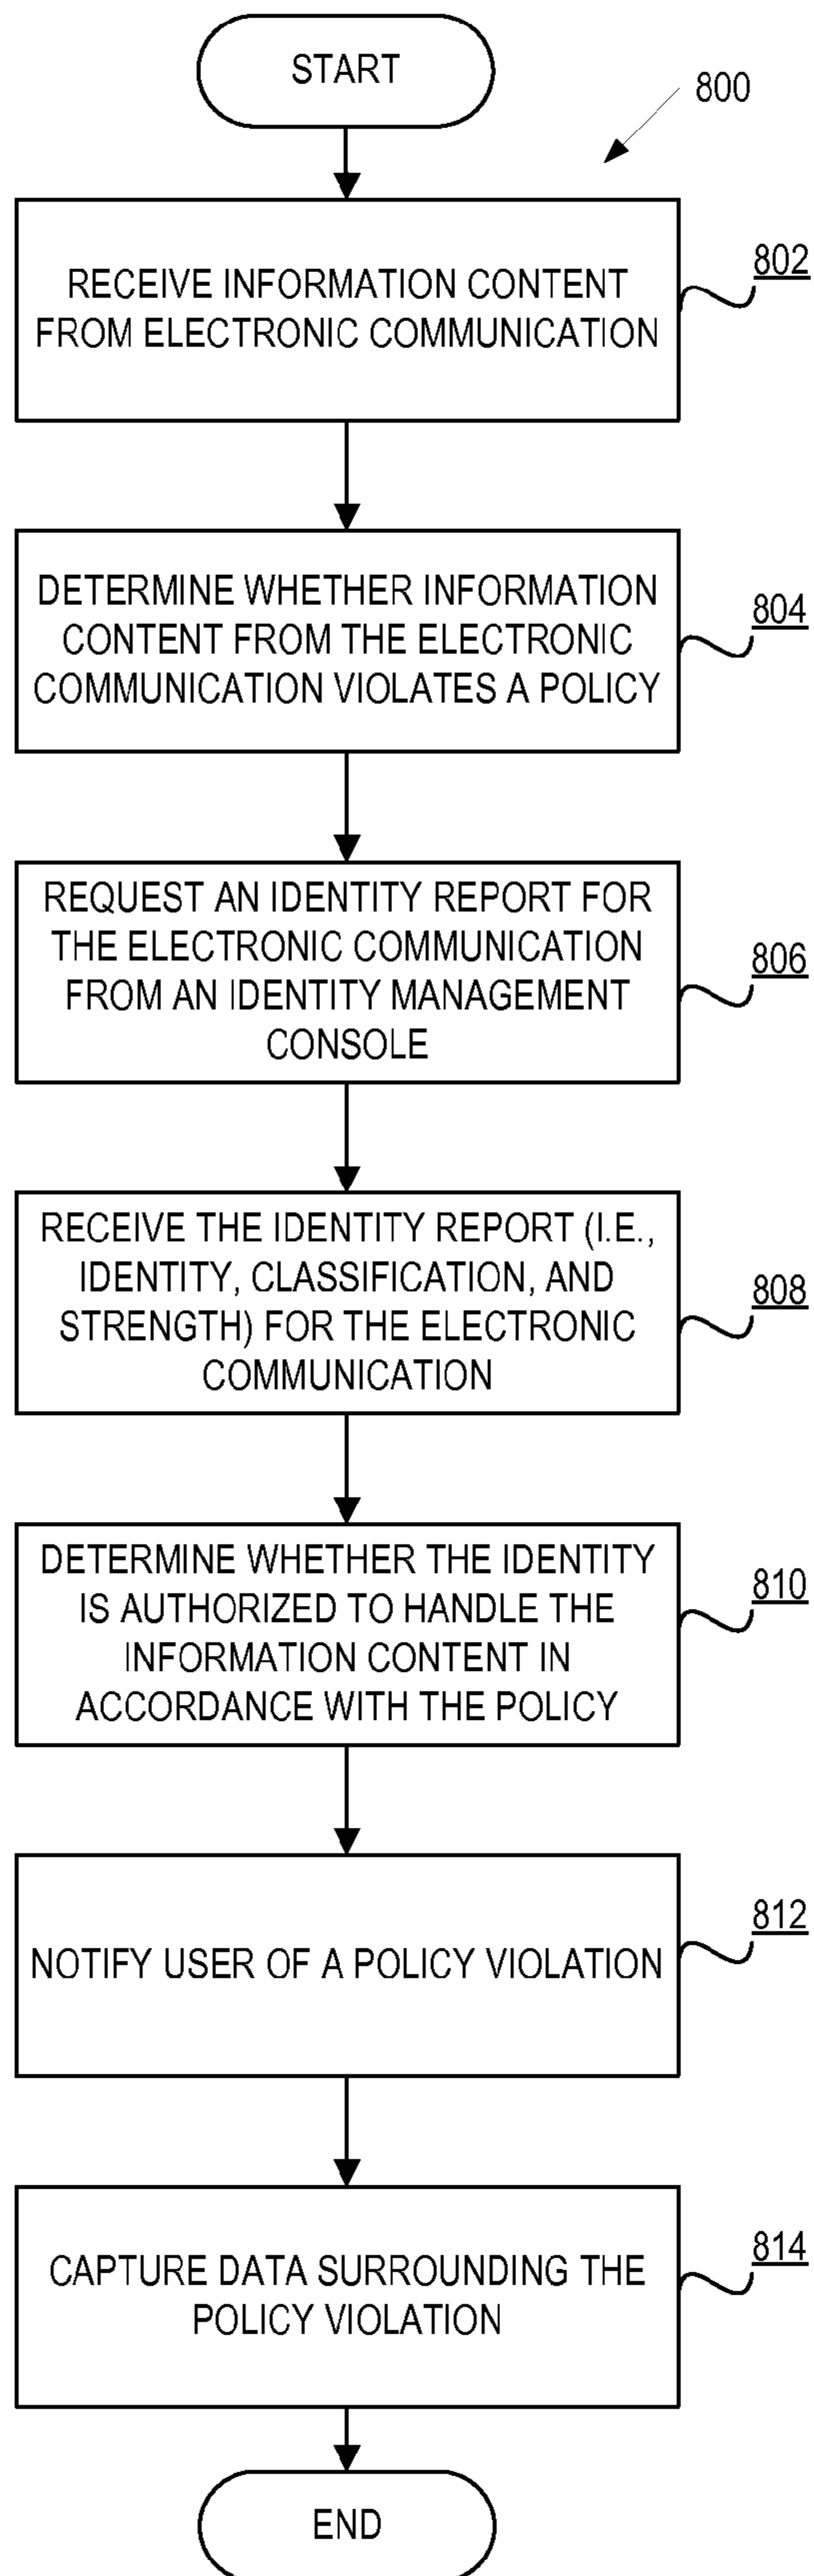 START
800
RECEIVE INFORMATION CONTENT
FROM ELECTRONIC COMMUNICATION
802
DETERMINE WHETHER INFORMATION
CONTENT FROM THE ELECTRONIC
COMMUNICATION VIOLATES A POLICY
804
REQUEST AN IDENTITY REPORT FOR
THE ELECTRONIC COMMUNICATION
FROM AN IDENTITY MANAGEMENT
CONSOLE
806
RECEIVE THE IDENTITY REPORT (I.E.,
IDENTITY, CLASSIFICATION, AND
STRENGTH) FOR THE ELECTRONIC
COMMUNICATION
808
DETERMINE WHETHER THE IDENTITY
IS AUTHORIZED TO HANDLE THE
INFORMATION CONTENT IN
ACCORDANCE WITH THE POLICY
810
NOTIFY USER OF A POLICY VIOLATION
812
CAPTURE DATA SURROUNDING THE
POLICY VIOLATION
814
END